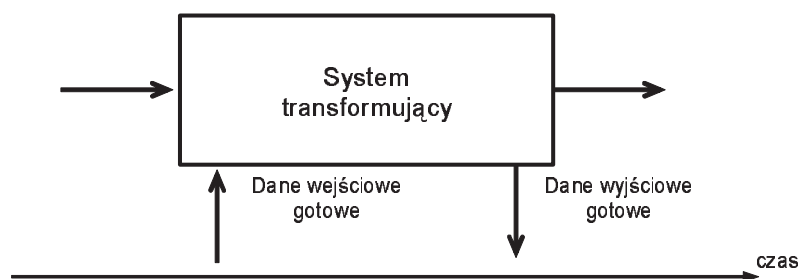 System
transformujący
Dane wejściowe
gotowe
Dane wyjściowe
gotowe
czas